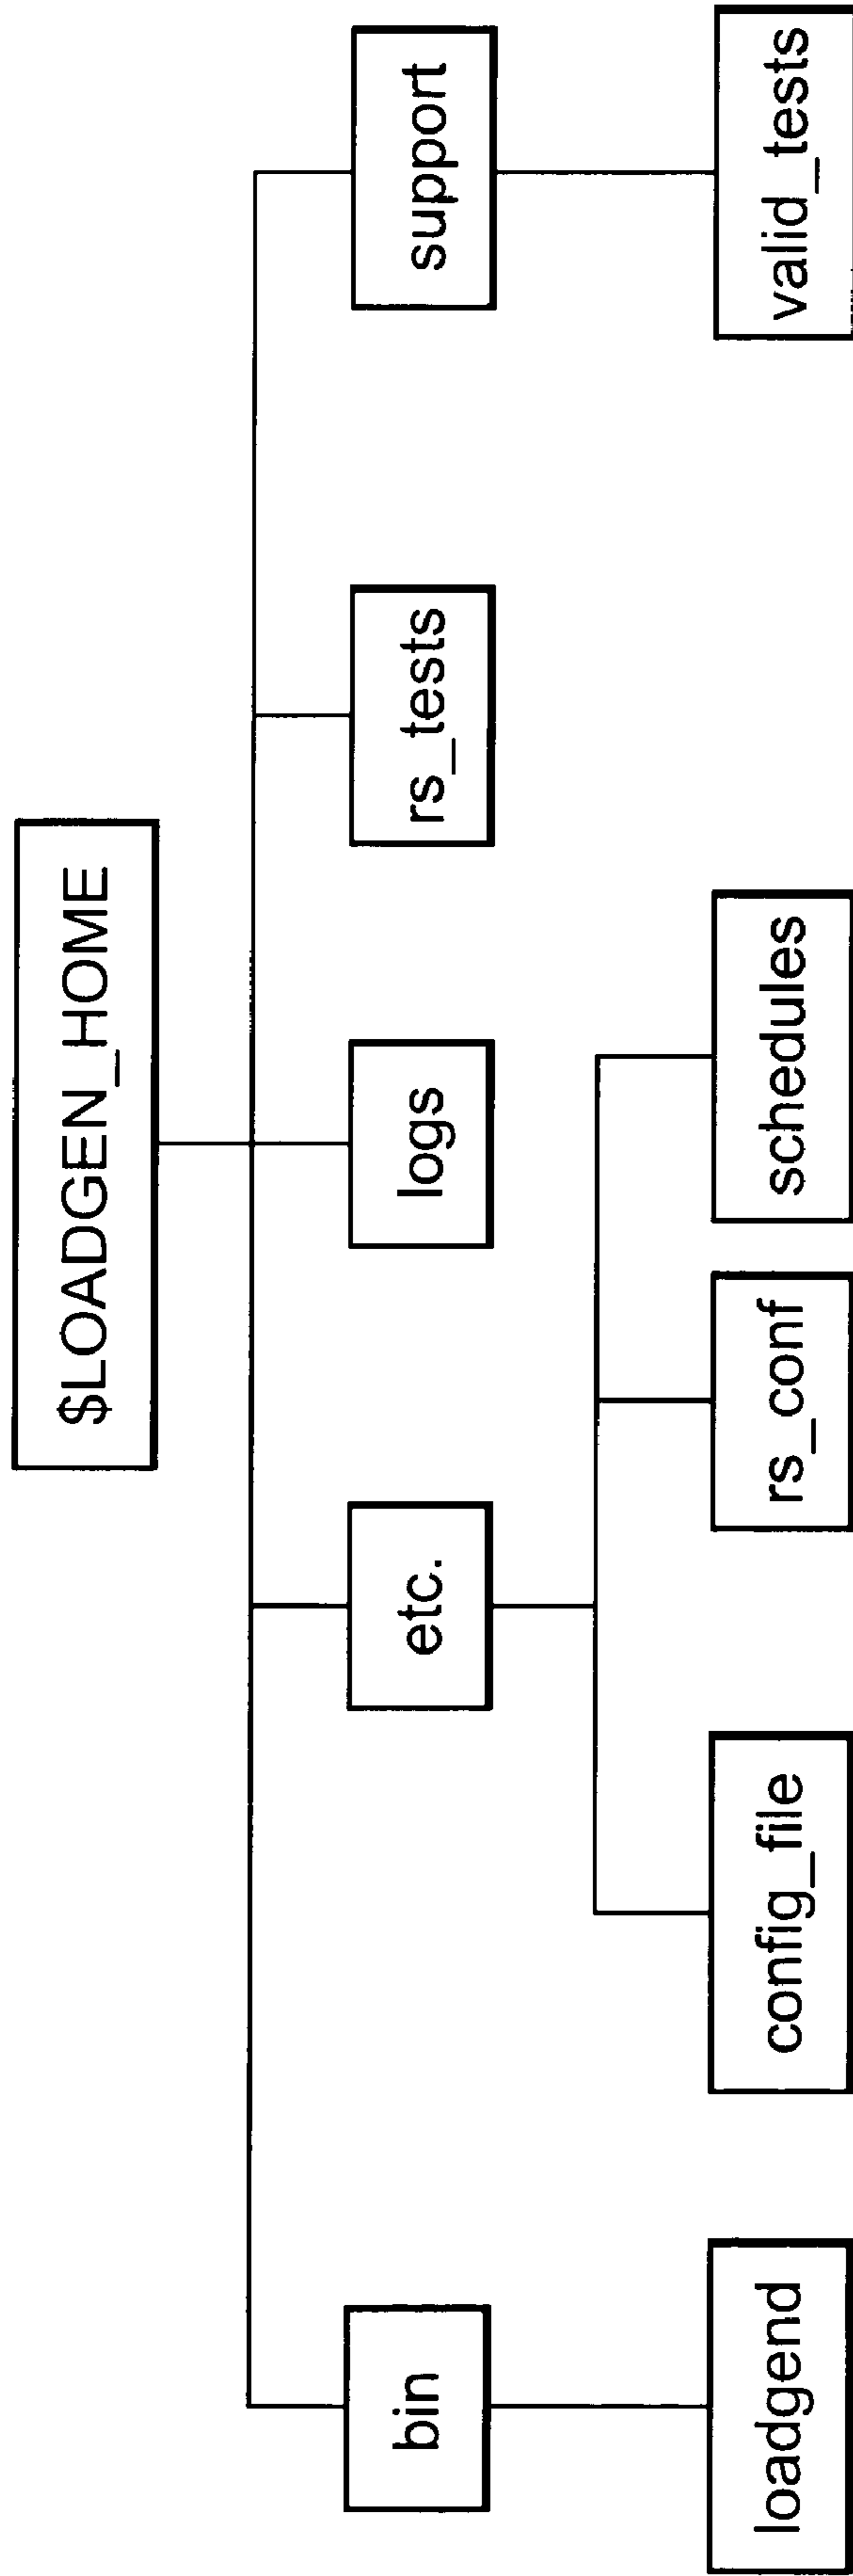 $LOADGEN_HOME
bin
etc.
logs
rs_tests
support
loadgend
config_file
rs_conf
schedules
valid_tests